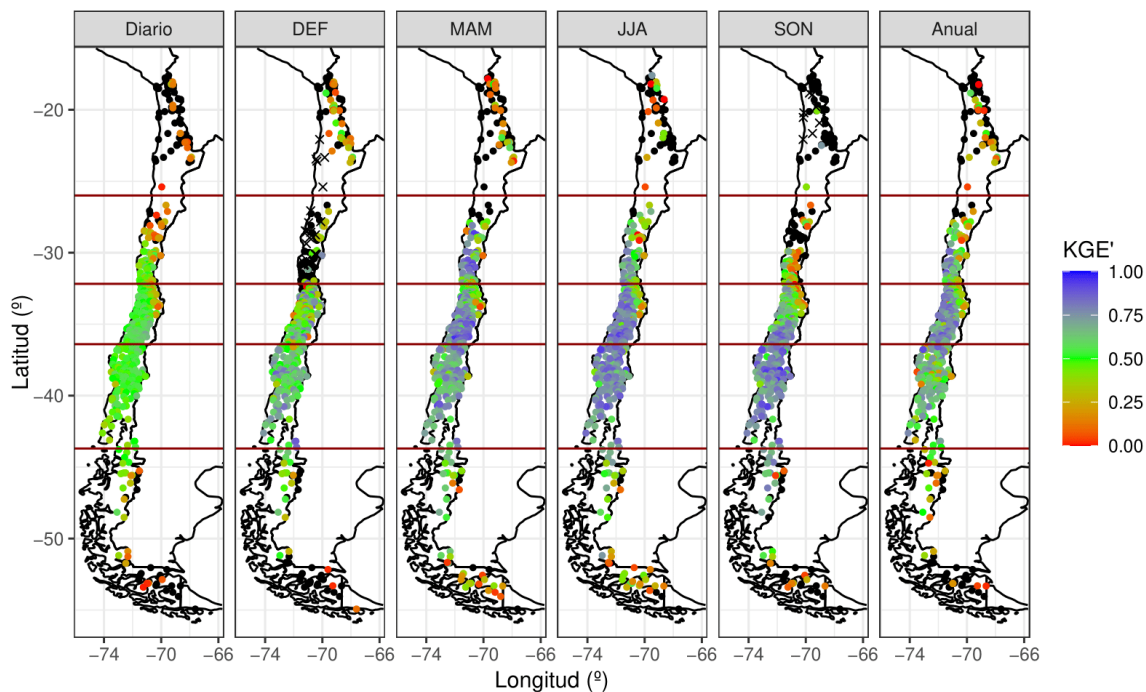 Diario DEF MAM JJA SON Anual
−20
−30
−40
−50
Latitud (º)
−74 −70 −66 −74 −70 −66 −74 −70 −66 −74 −70 −66 −74 −70 −66 −74 −70 −66
Longitud (º)
KGE'
1.00
0.75
0.50
0.25
0.00